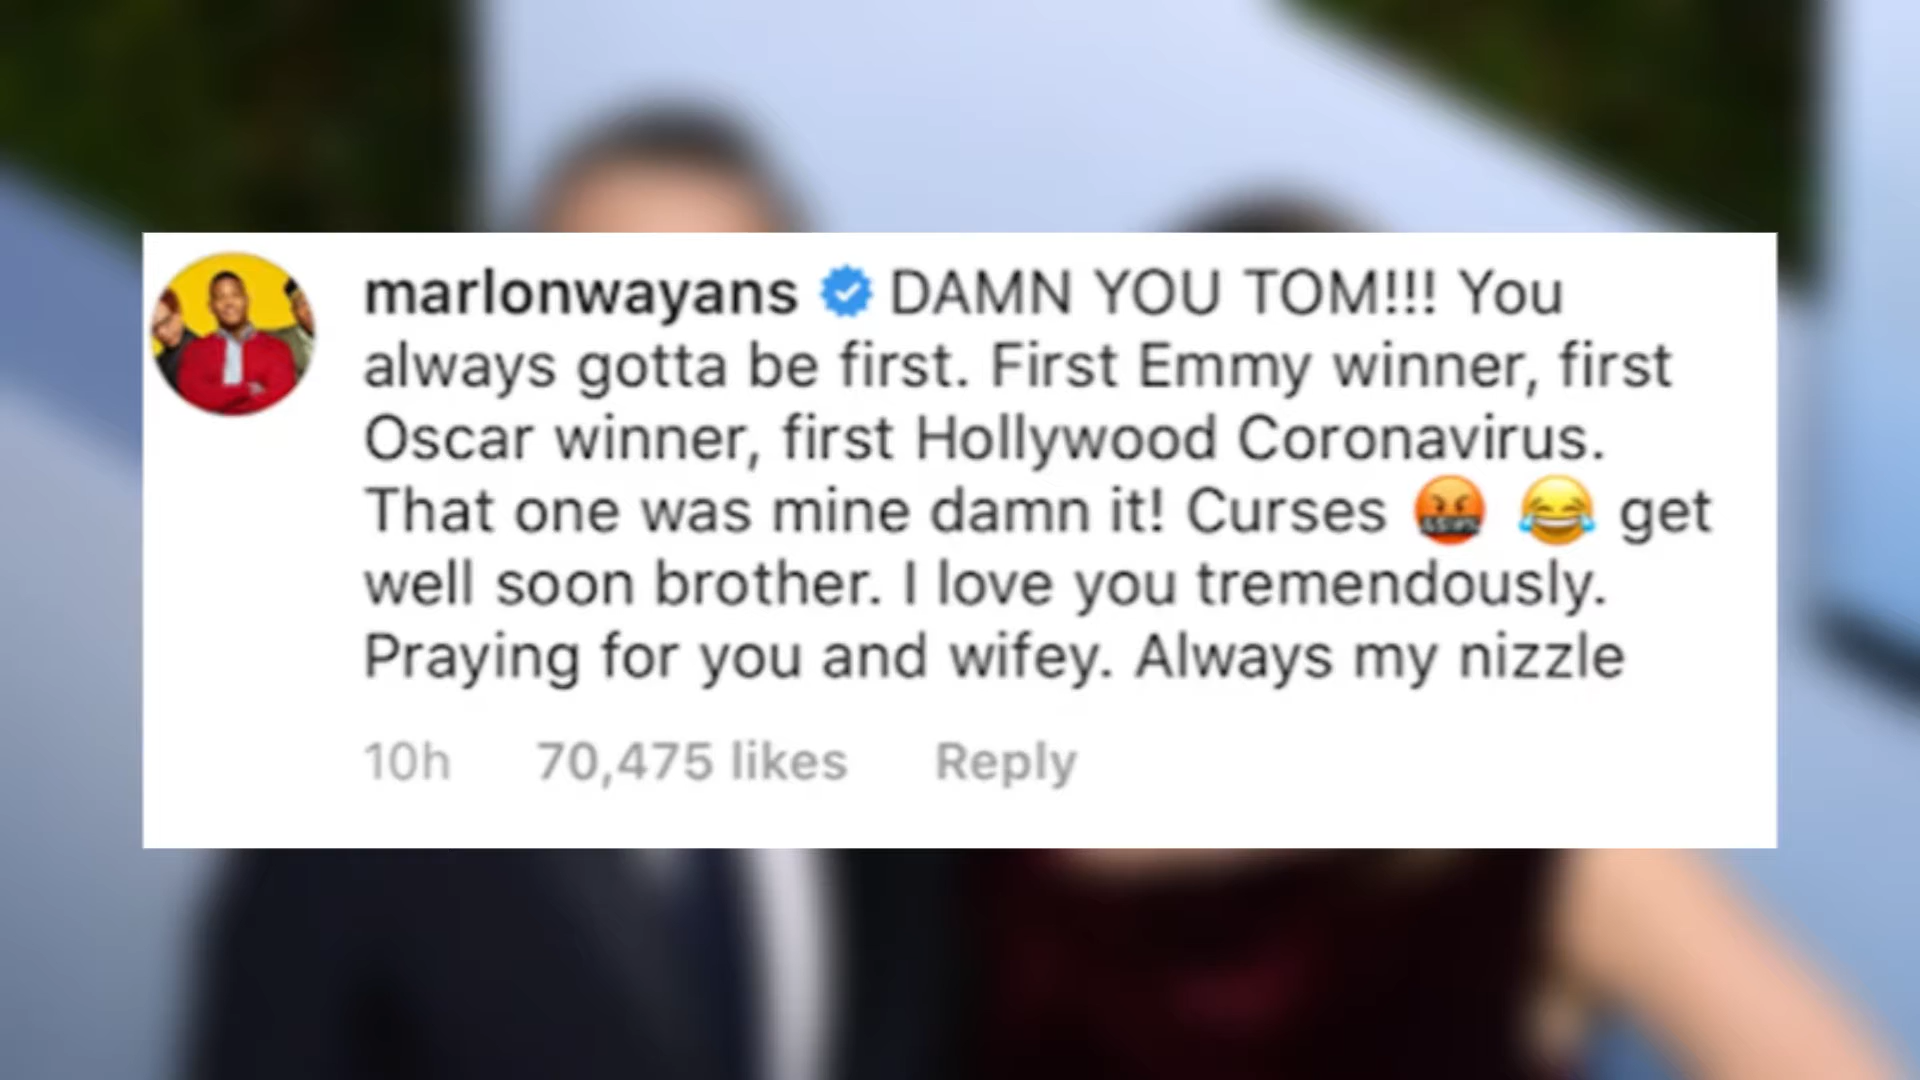 marlonwayans DAMN YOU TOM!!! You
always gotta be first. First Emmy winner, first
Oscar winner, first Hollywood Coronavirus.
That one was mine damn it! Curses 🤬 😂 get
well soon brother. I love you tremendously.
Praying for you and wifey. Always my nizzle
10h 70,475 likes Reply